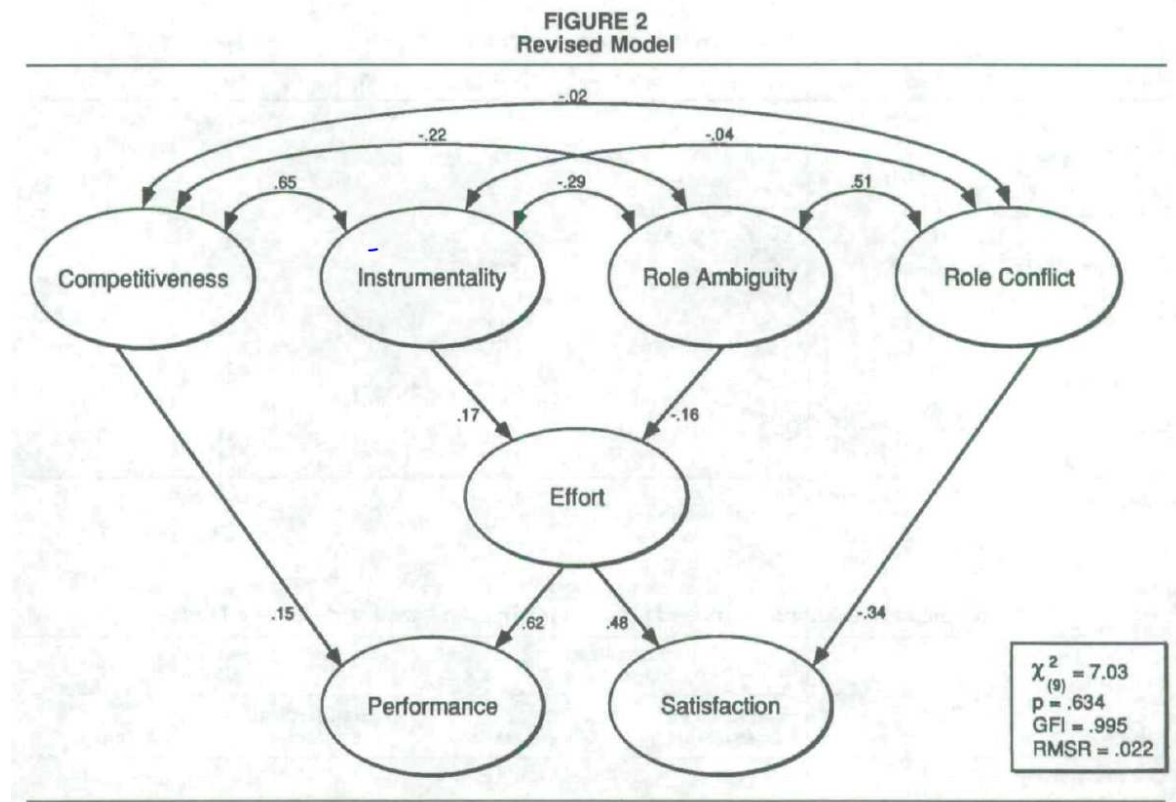 FIGURE 2
Revised Model
-.02
-.22
-.04
.65
-.29
.51
Competitiveness
Instrumentality
Role Ambiguity
Role Conflict
.17
-.16
Effort
.15
.62
.48
-.34
Performance
Satisfaction
χ²(9) = 7.03
p = .634
GFI = .995
RMSR = .022